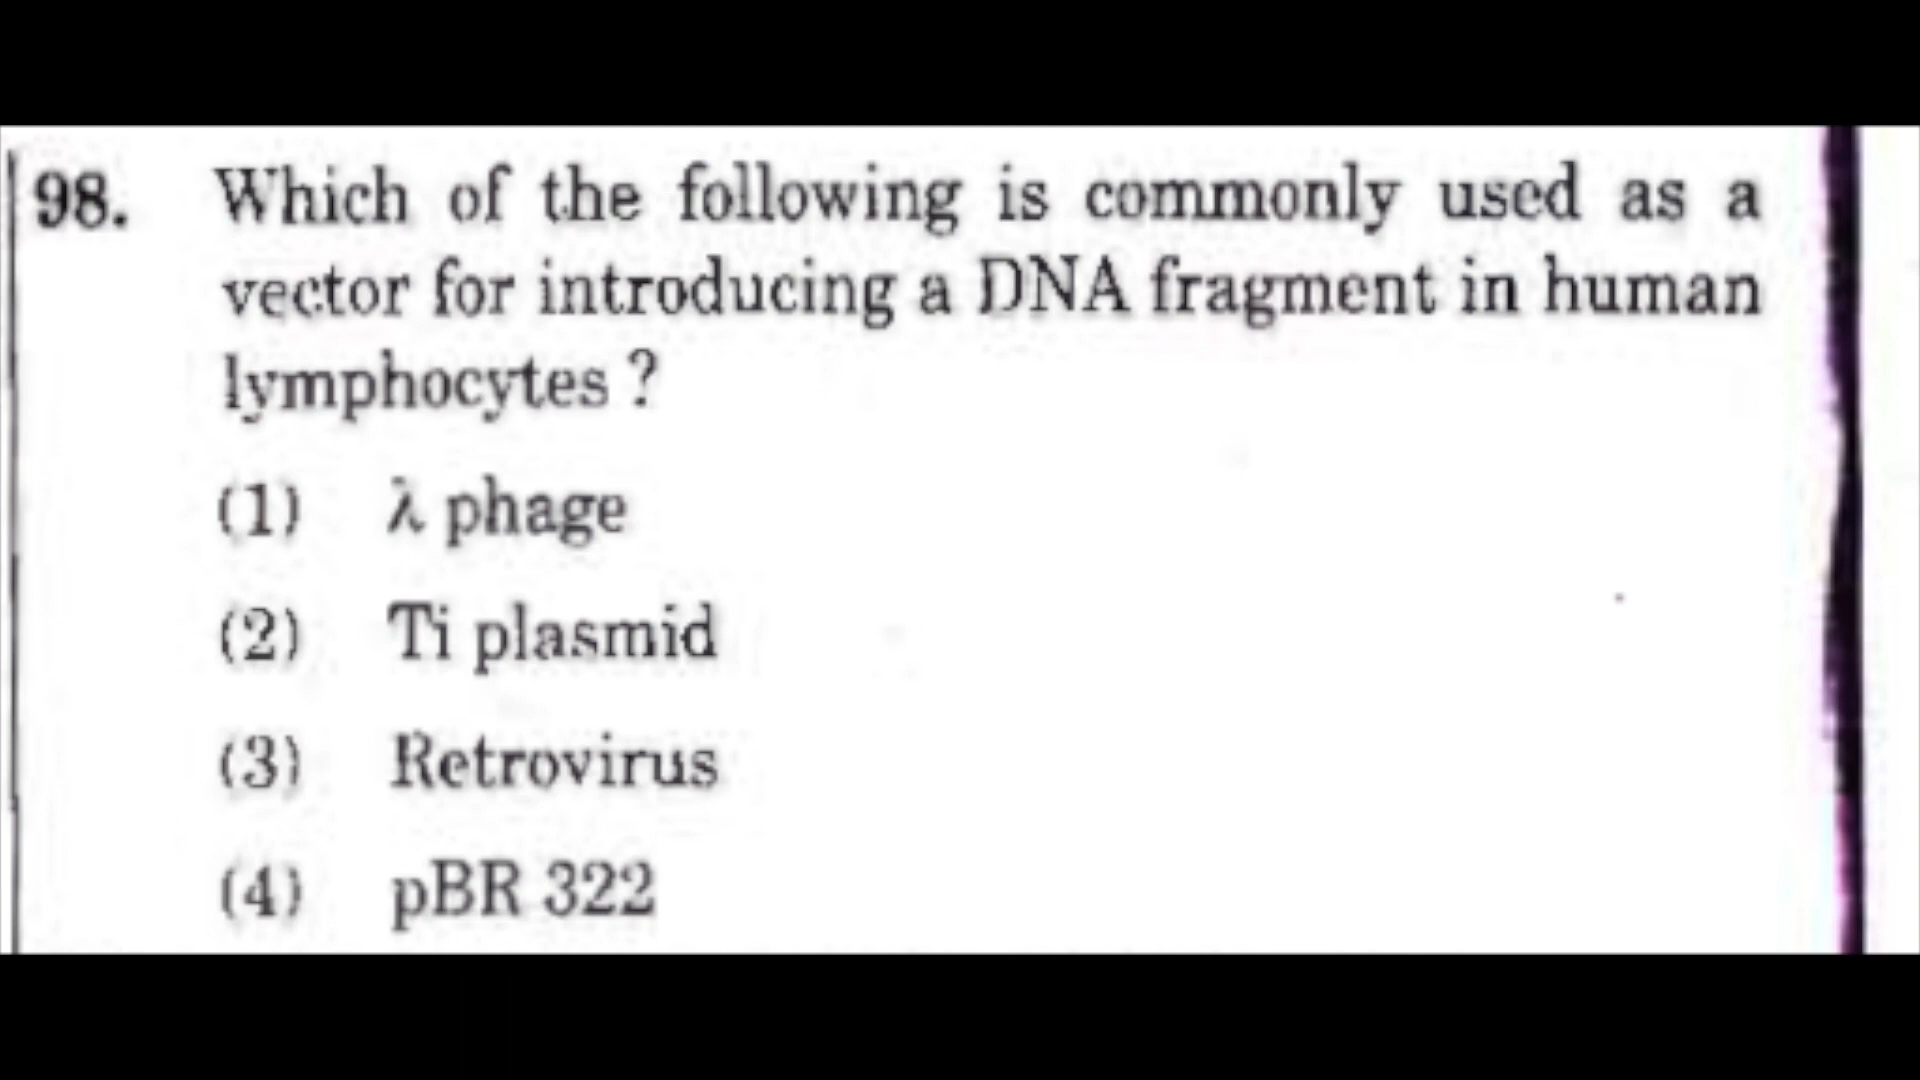 98. Which of the following is commonly used as a
vector for introducing a DNA fragment in human
lymphocytes ?
(1) λ phage
(2) Ti plasmid
(3) Retrovirus
(4) pBR 322